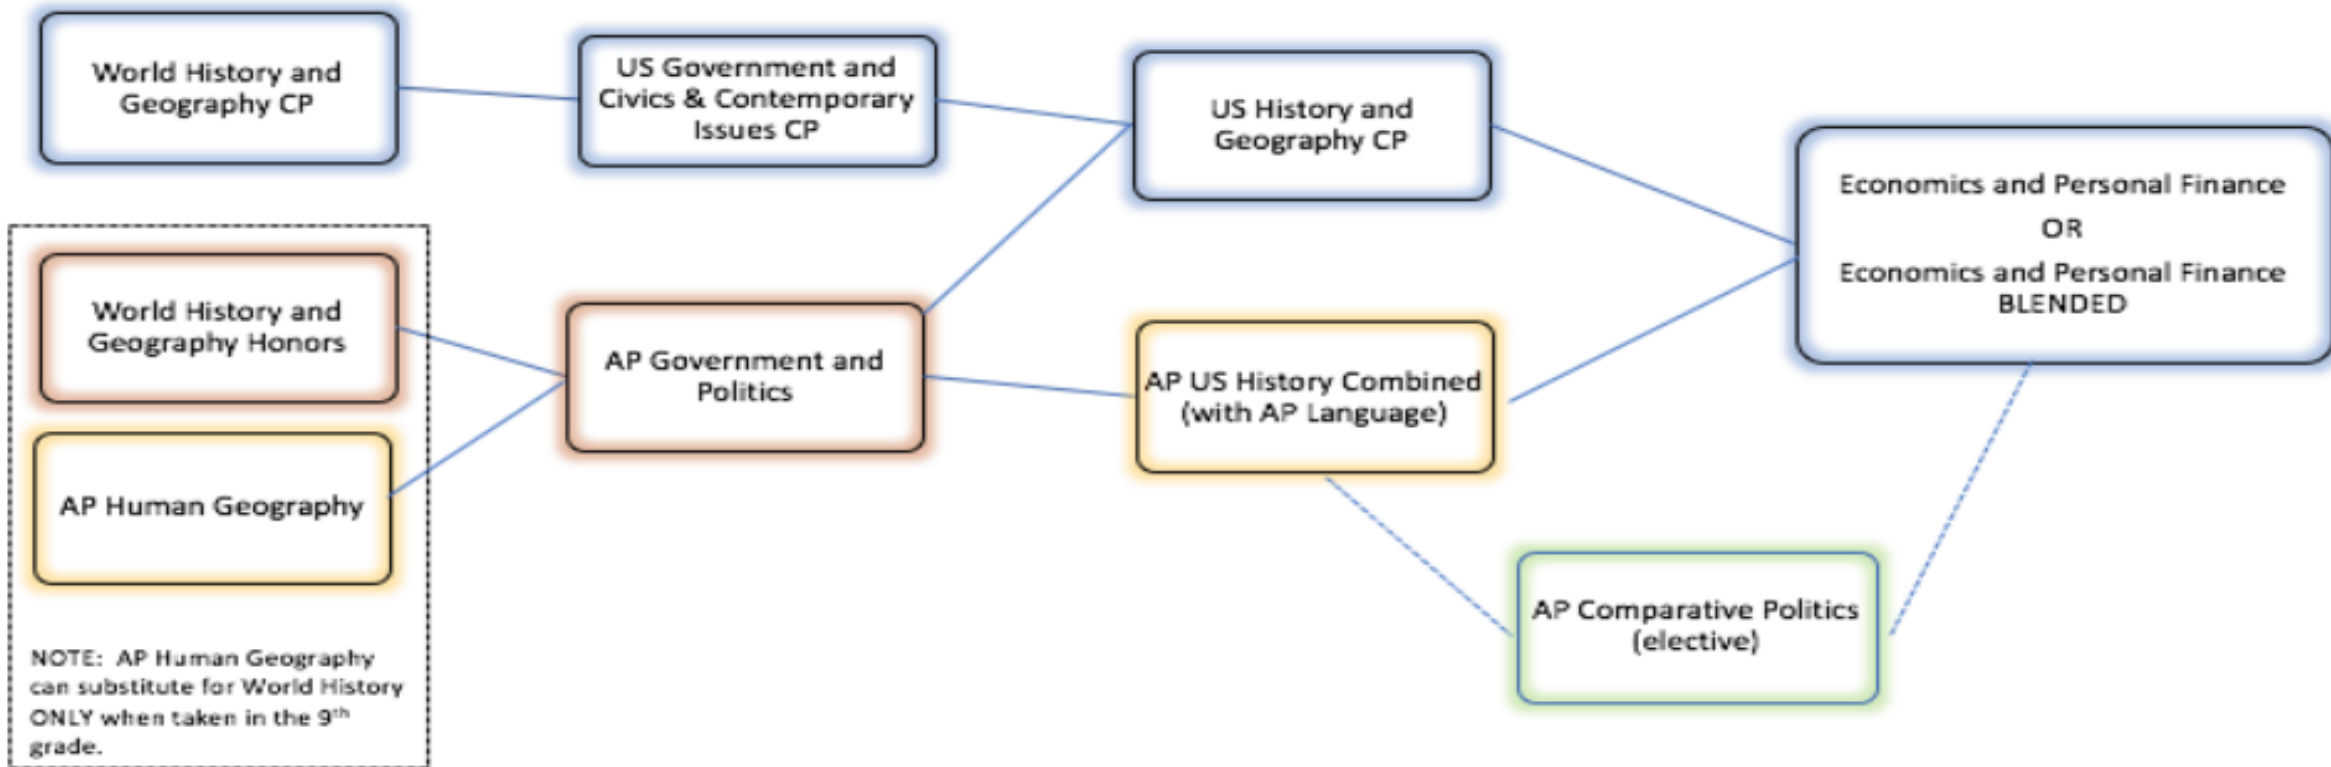 World History and
Geography CP
US Government and
Civics & Contemporary
Issues CP
US History and
Geography CP
Economics and Personal Finance
OR
Economics and Personal Finance
BLENDED
World History and
Geography Honors
AP Government and
Politics
AP US History Combined
(with AP Language)
AP Human Geography
AP Comparative Politics
(elective)
NOTE: AP Human Geography
can substitute for World History
ONLY when taken in the 9th
grade.